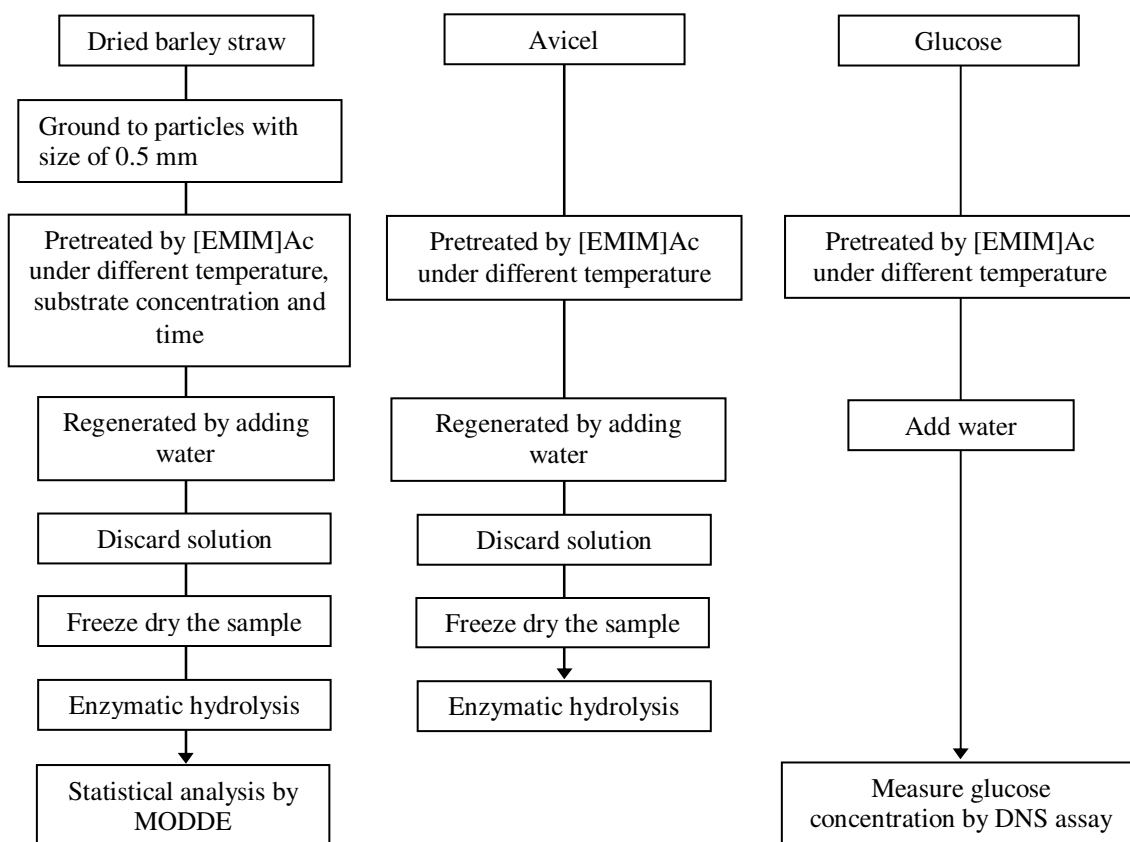 Dried barley straw
Ground to particles with
size of 0.5 mm
Pretreated by [EMIM]Ac
under different temperature,
substrate concentration and
time
Regenerated by adding
water
Discard solution
Freeze dry the sample
Enzymatic hydrolysis
Statistical analysis by
MODDE
Avicel
Pretreated by [EMIM]Ac
under different temperature
Regenerated by adding
water
Discard solution
Freeze dry the sample
Enzymatic hydrolysis
Glucose
Pretreated by [EMIM]Ac
under different temperature
Add water
Measure glucose
concentration by DNS assay